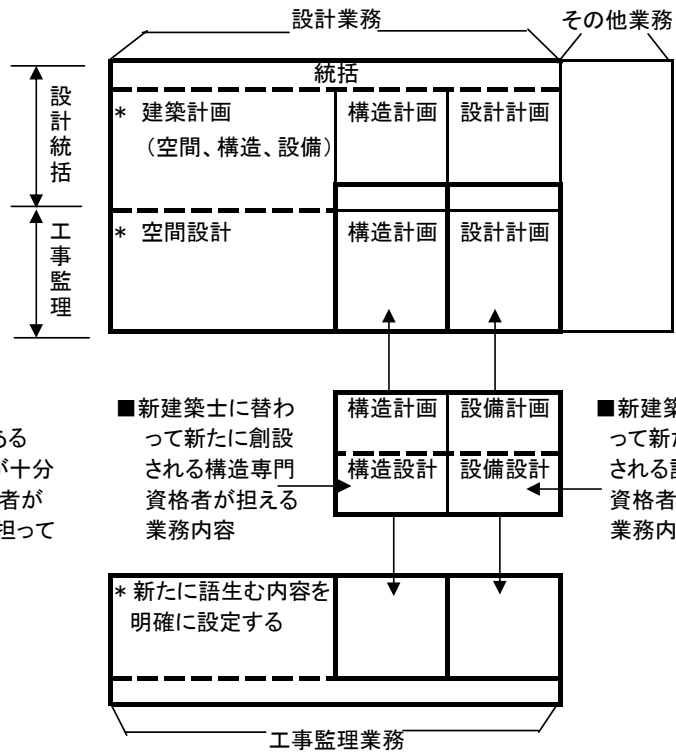 設計業務
その他業務
統括
設計統括
* 建築計画
(空間、構造、設備)
構造計画
設計計画
工事監理
* 空間設計
構造計画
設計計画
ある
が十分
者が
担って
■新建築士に替わ
って新たに創設
される構造専門
資格者が担える
業務内容
構造計画
設備計画
構造設計
設備設計
■新建築
って新た
される設
資格者
業務内
* 新たに語生む内容を
明確に設定する
工事監理業務